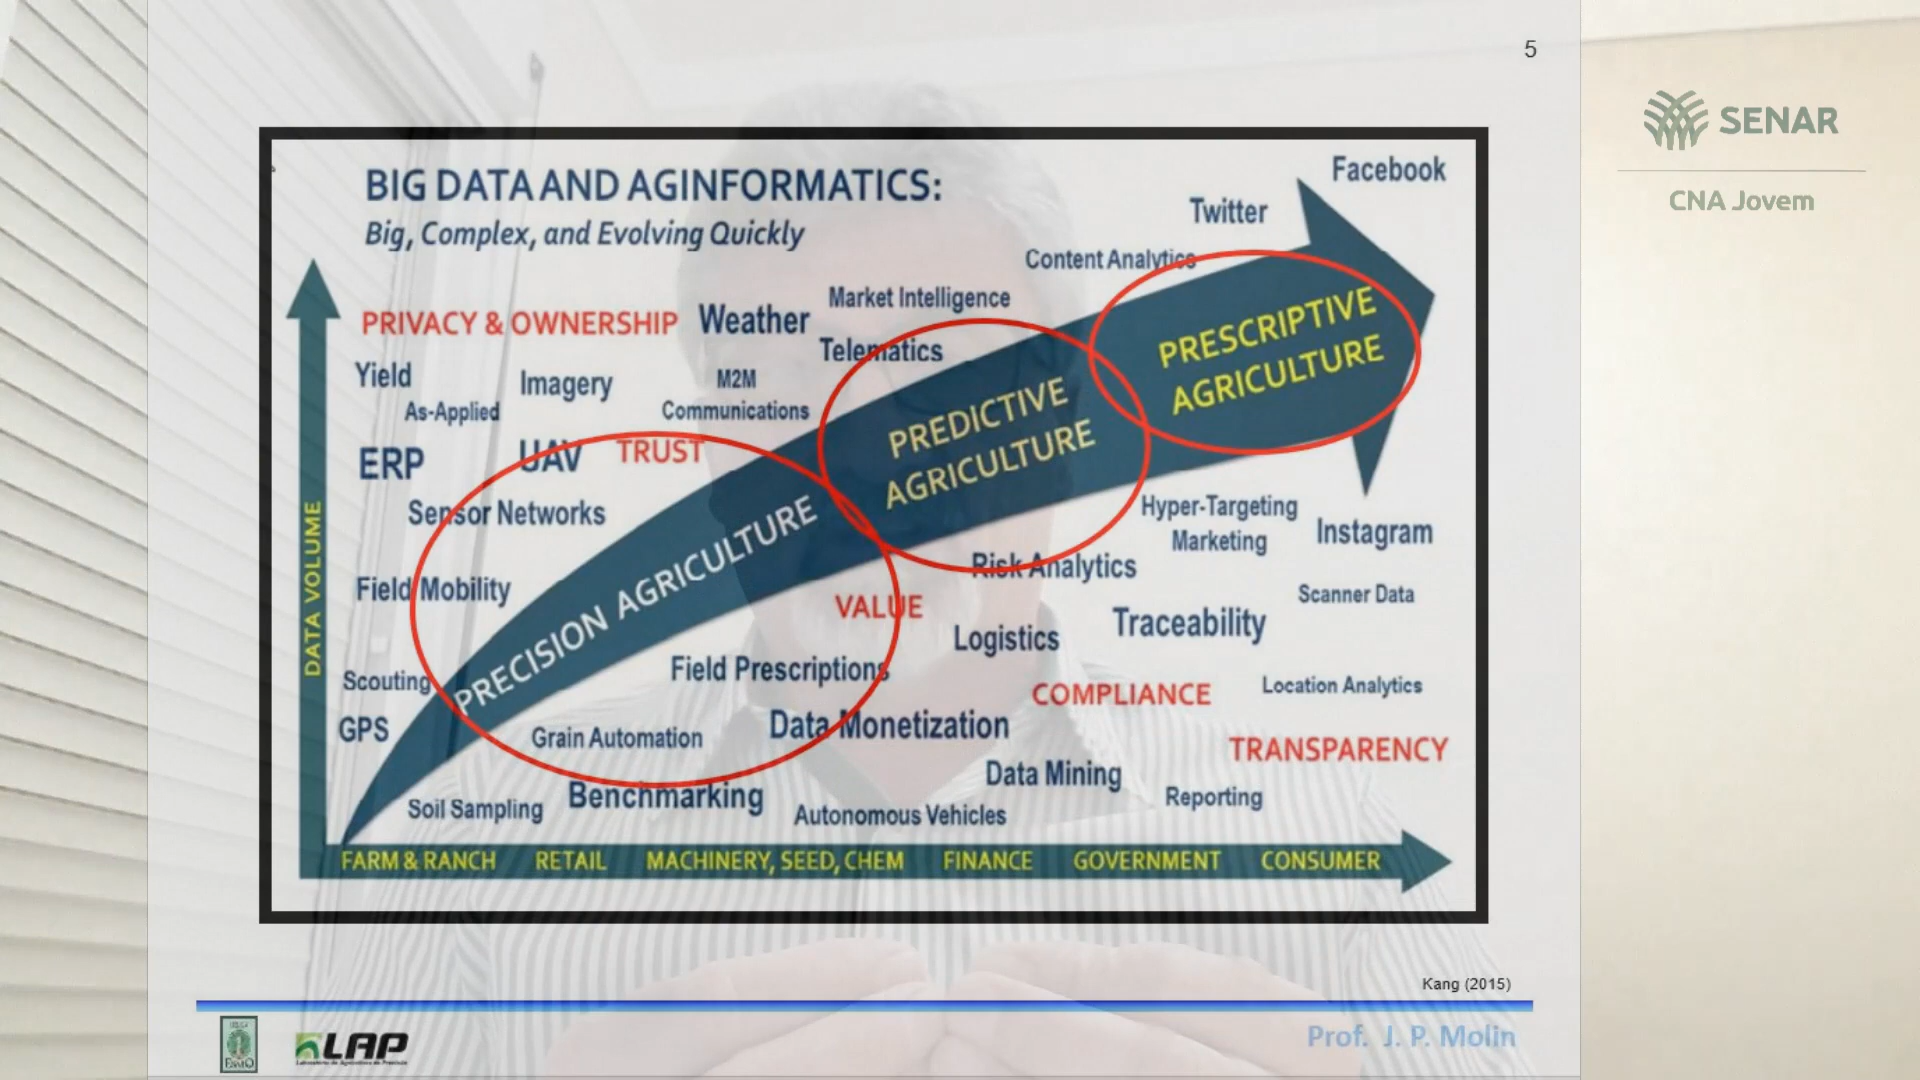 5
SENAR
CNA Jovem
BIG DATA AND AGINFORMATICS:
Big, Complex, and Evolving Quickly
Facebook
Twitter
Content Analytics
Market Intelligence
PRIVACY & OWNERSHIP
Weather
Telematics
Yield
Imagery
M2M
Communications
As-Applied
ERP
UAV
TRUST
Sensor Networks
Field Mobility
Scouting
GPS
PRECISION AGRICULTURE
PREDICTIVE
AGRICULTURE
PRESCRIPTIVE
AGRICULTURE
Hyper-Targeting
Marketing
Instagram
Risk Analytics
Scanner Data
VALUE
Logistics
Traceability
Field Prescriptions
COMPLIANCE
Location Analytics
Grain Automation
Data Monetization
TRANSPARENCY
Data Mining
Reporting
Soil Sampling
Benchmarking
Autonomous Vehicles
DATA VOLUME
FARM & RANCH RETAIL MACHINERY, SEED, CHEM FINANCE GOVERNMENT CONSUMER
Kang (2015)
LAP
Prof. J. P. Molin